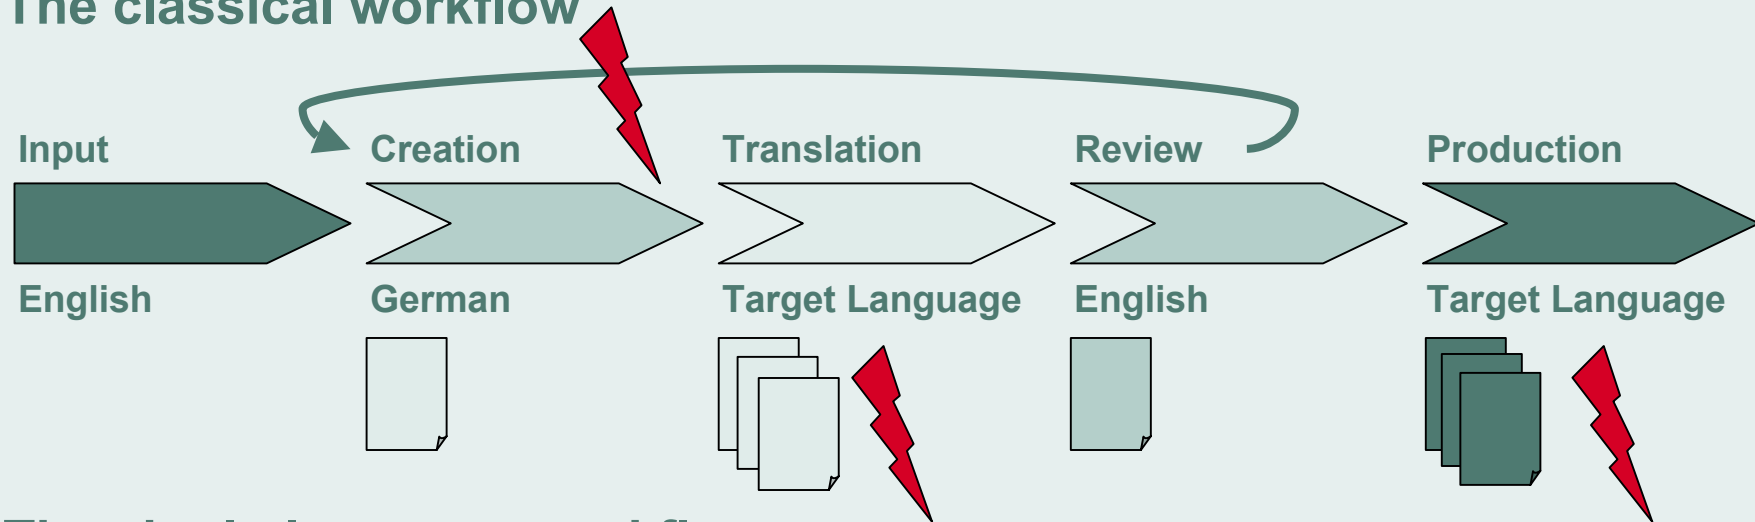 The classical workflow
Input Creation Translation Review Production
English German Target Language English Target Language